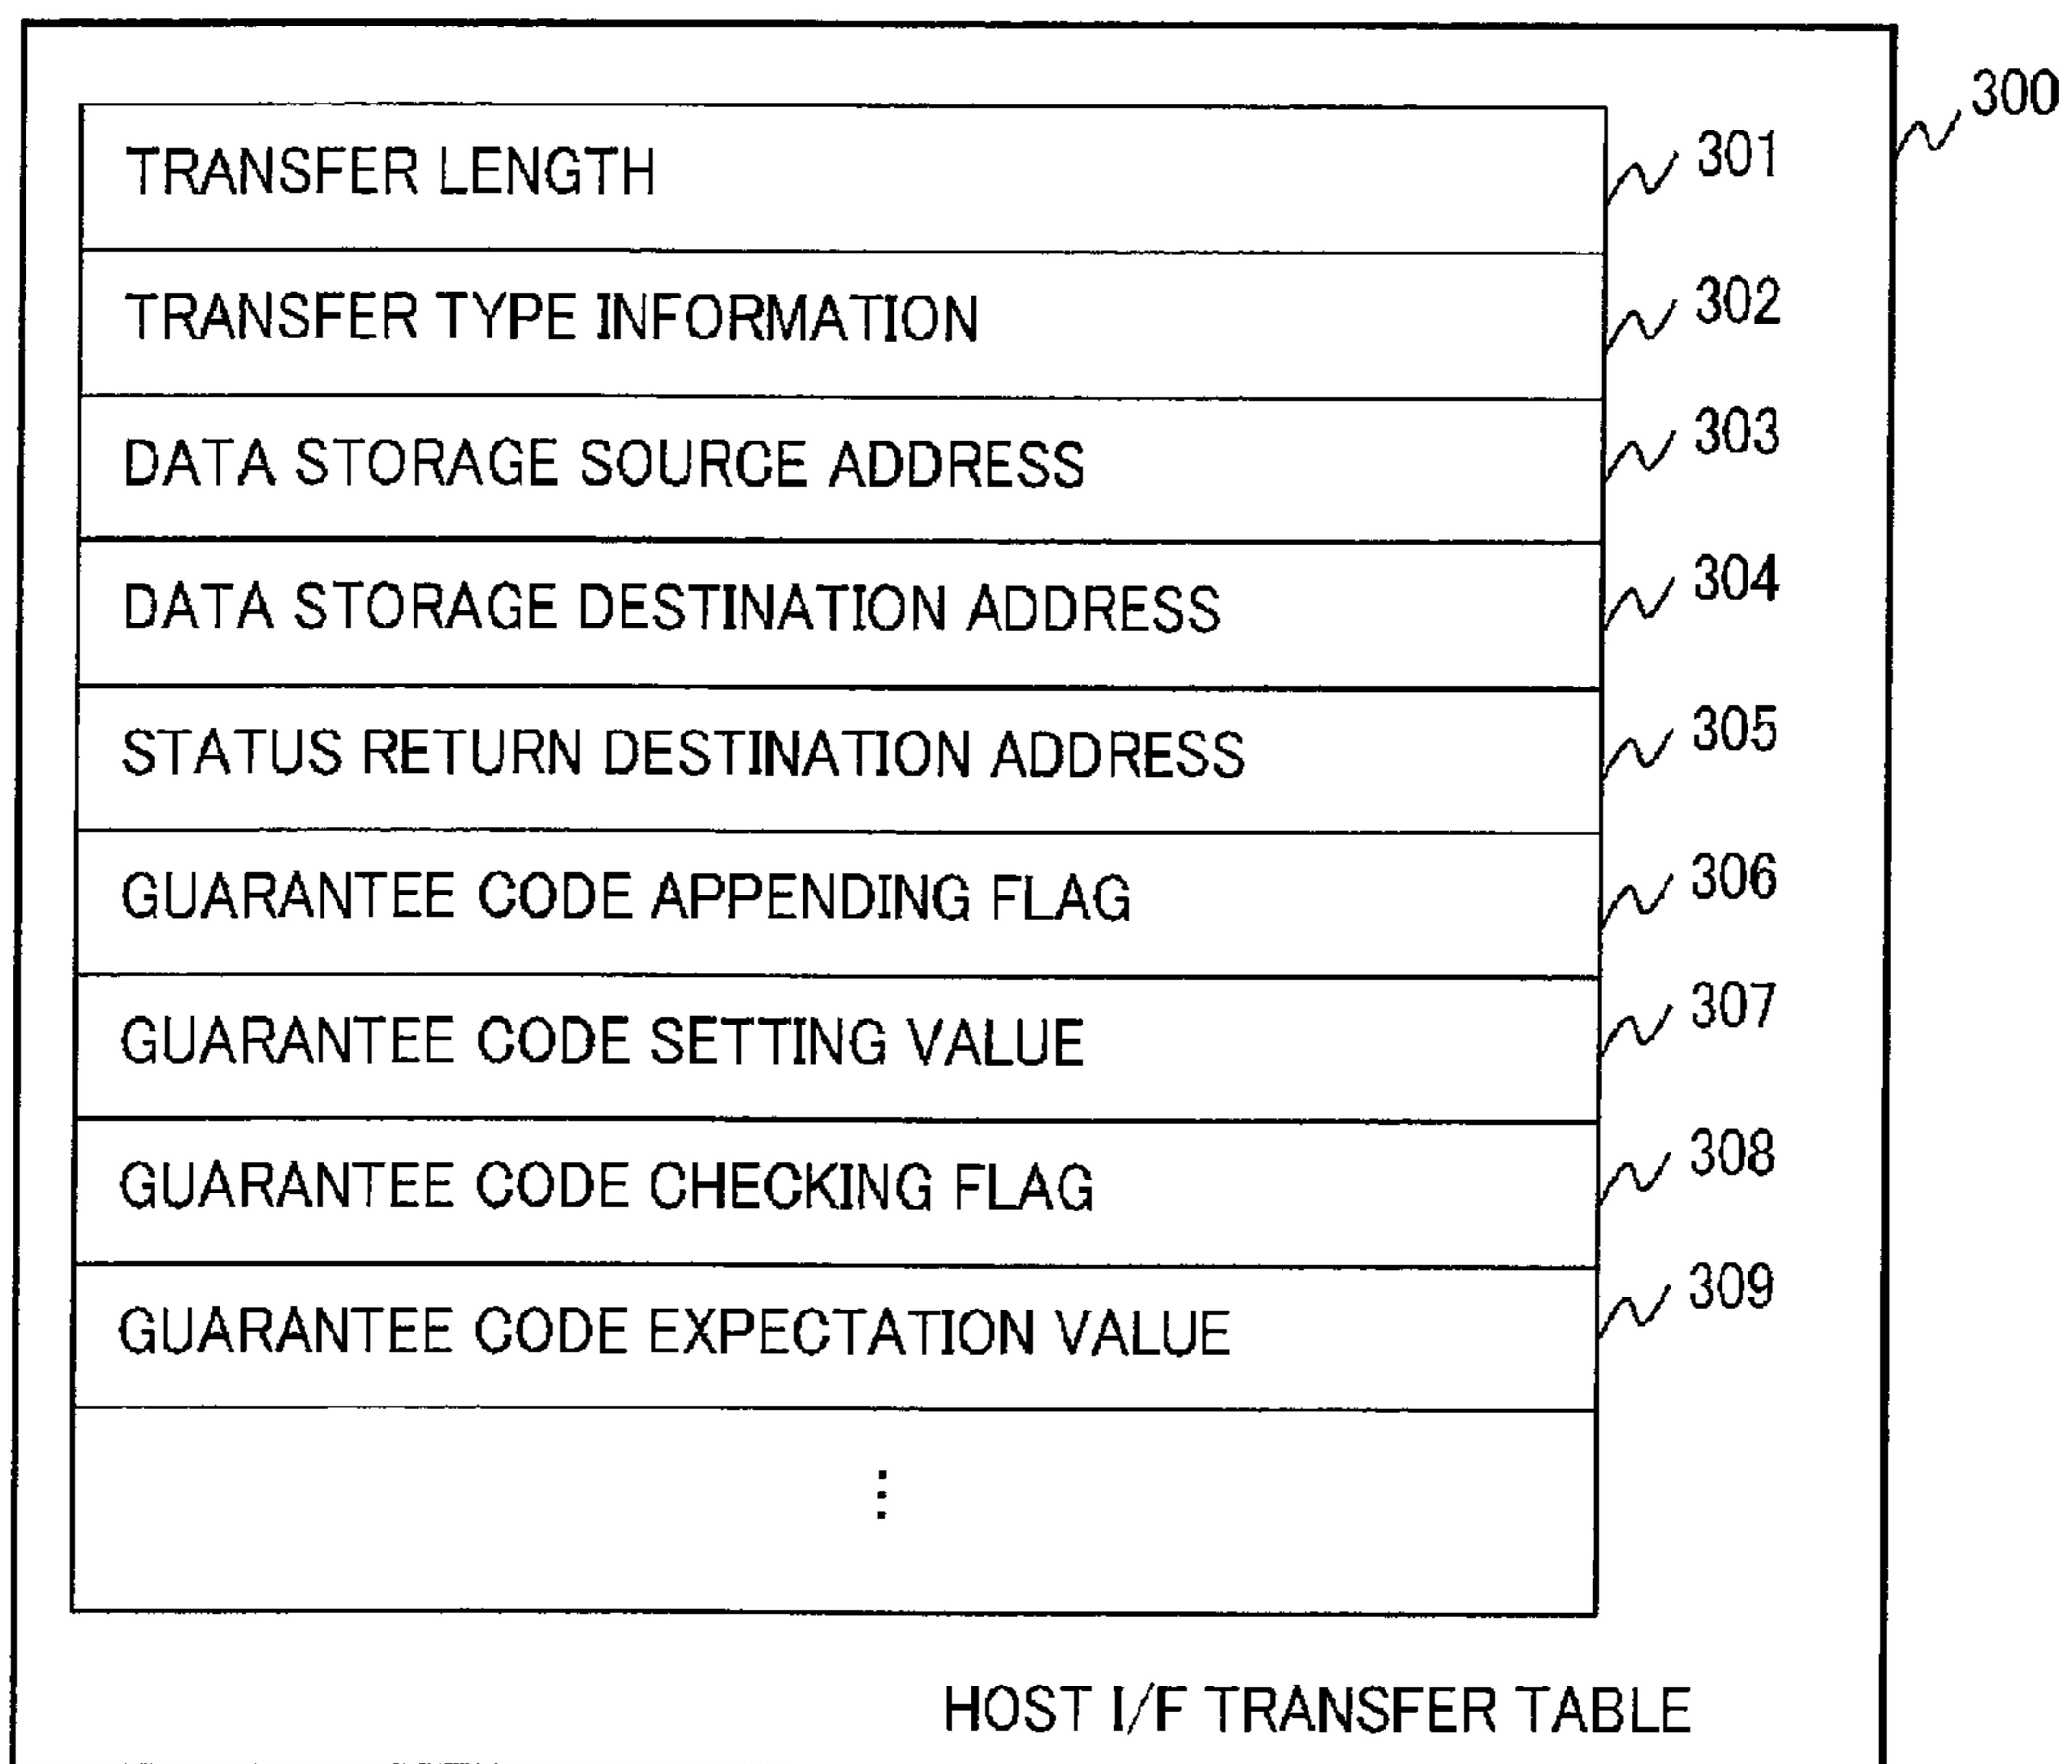 300
TRANSFER LENGTH 301
TRANSFER TYPE INFORMATION 302
DATA STORAGE SOURCE ADDRESS 303
DATA STORAGE DESTINATION ADDRESS 304
STATUS RETURN DESTINATION ADDRESS 305
GUARANTEE CODE APPENDING FLAG 306
GUARANTEE CODE SETTING VALUE 307
GUARANTEE CODE CHECKING FLAG 308
GUARANTEE CODE EXPECTATION VALUE 309
⋮
HOST I/F TRANSFER TABLE